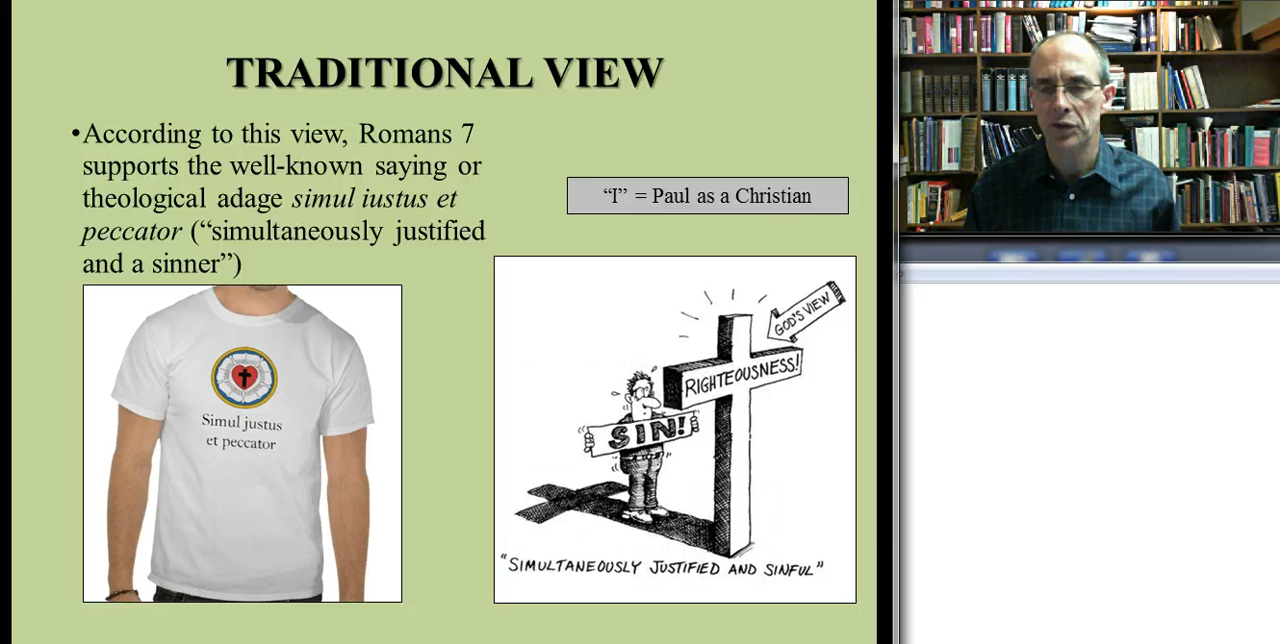 TRADITIONAL VIEW
•According to this view, Romans 7
supports the well-known saying or
theological adage simul iustus et
peccator (“simultaneously justified
and a sinner”)
“I” = Paul as a Christian
Simul justus
et peccator
GOD'S VIEW
RIGHTEOUSNESS!
SIN!
"SIMULTANEOUSLY JUSTIFIED AND SINFUL"